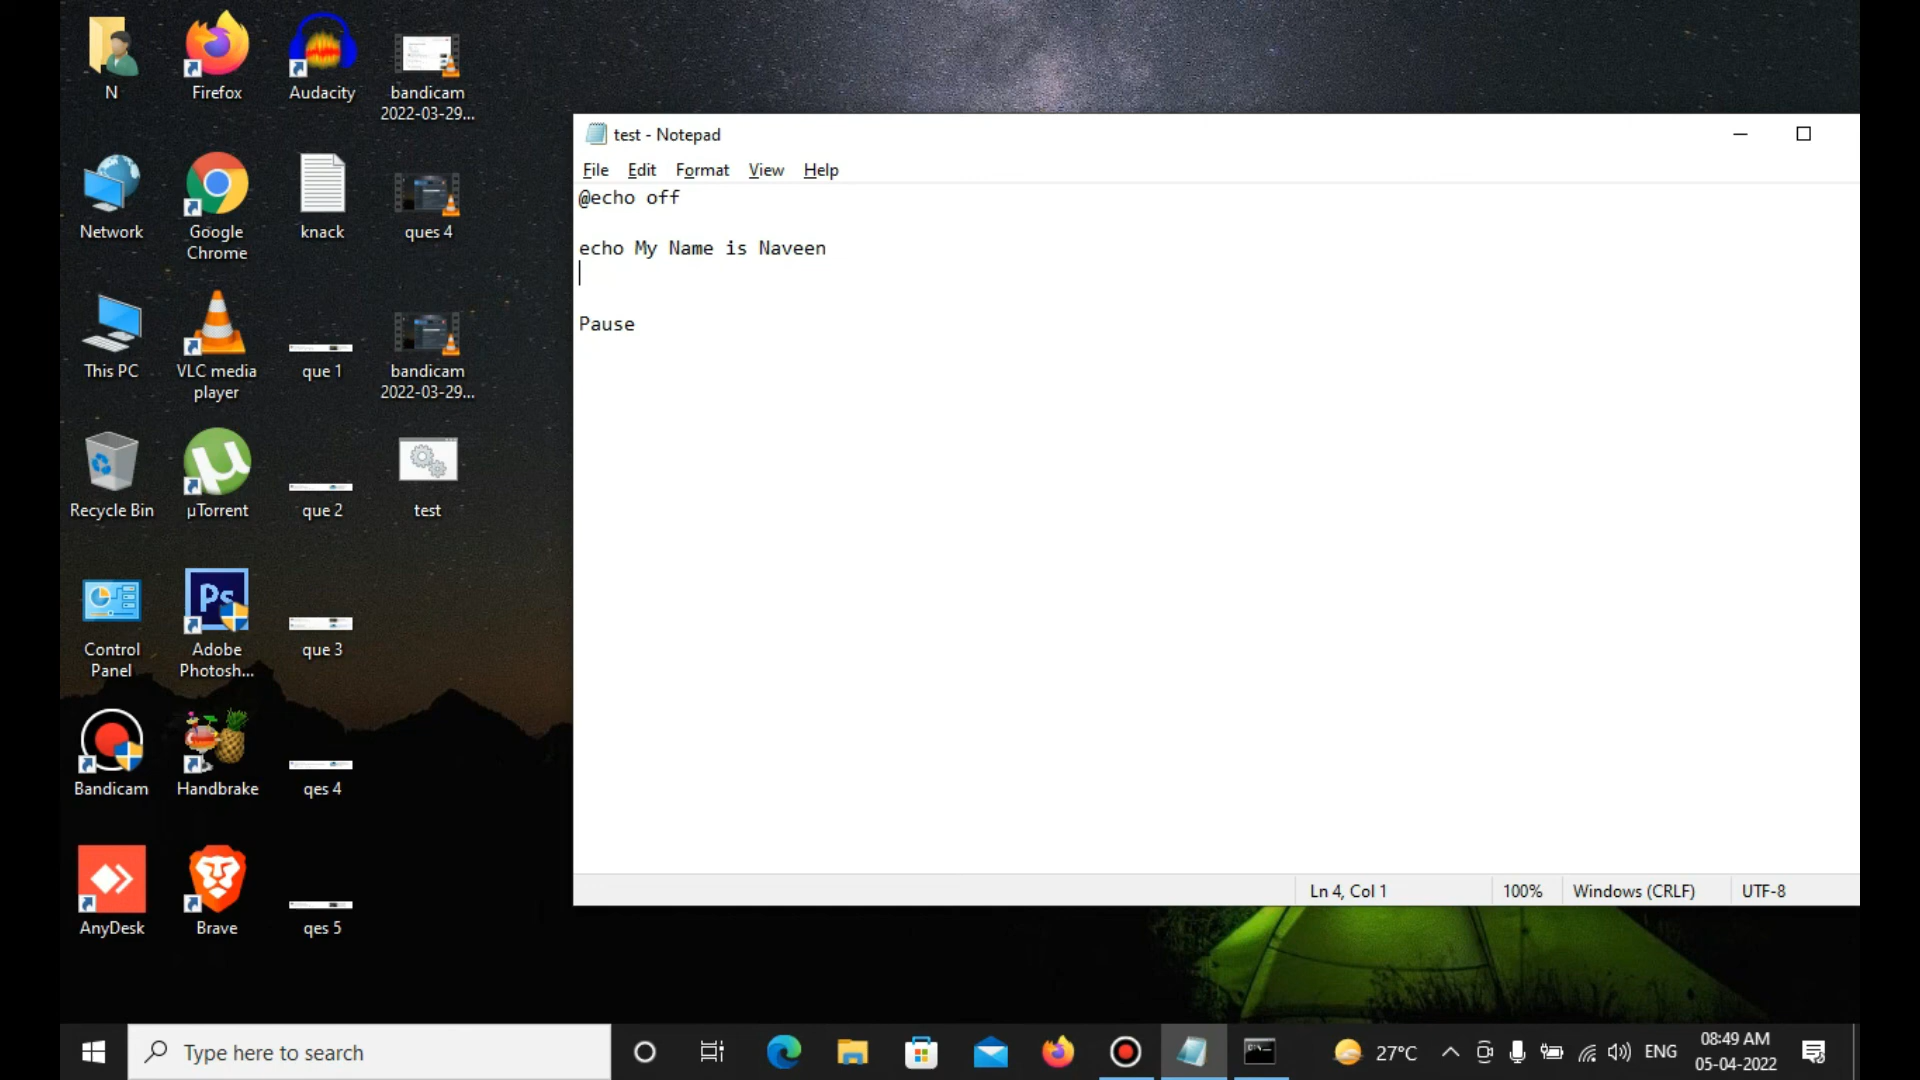 N
Firefox
Audacity
bandicam
2022-03-29...
Network
Google
Chrome
knack
ques 4
This PC
VLC media
player
que 1
bandicam
2022-03-29...
Recycle Bin
µTorrent
que 2
test
Control
Panel
Ps
Adobe
Photosh...
que 3
Bandicam
Handbrake
qes 4
AnyDesk
Brave
qes 5
test - Notepad
File Edit Format View Help
@echo off
echo My Name is Naveen
Pause
Ln 4, Col 1 100% Windows (CRLF) UTF-8
Type here to search
27°C
ENG
08:49 AM
05-04-2022